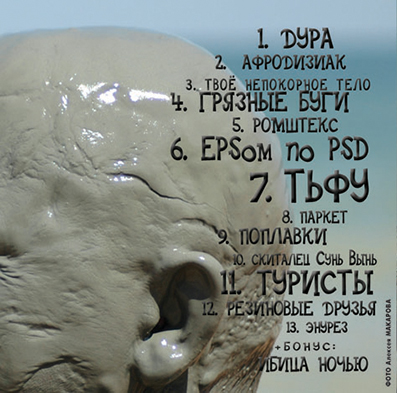 1. ДУРА
2. АФРОДИЗИАК
3. ТВОЁ НЕПОКОРНОЕ ТЕЛО
4. ГРЯЗНЫЕ БУГИ
5. РОМШТЕКС
6. EPSом по PSD
7. ТЬФУ
8. ПАРКЕТ
9. ПОПЛАВКИ
10. СКИТАЛЕЦ СУНЬ ВЫНЬ
11. ТУРИСТЫ
12. РЕЗИНОВЫЕ ДРУЗЬЯ
13. ЭНУРЕЗ
+БОНУС:
ИБИЦА НОЧЬЮ
ФОТО Алексея МАКАРОВА